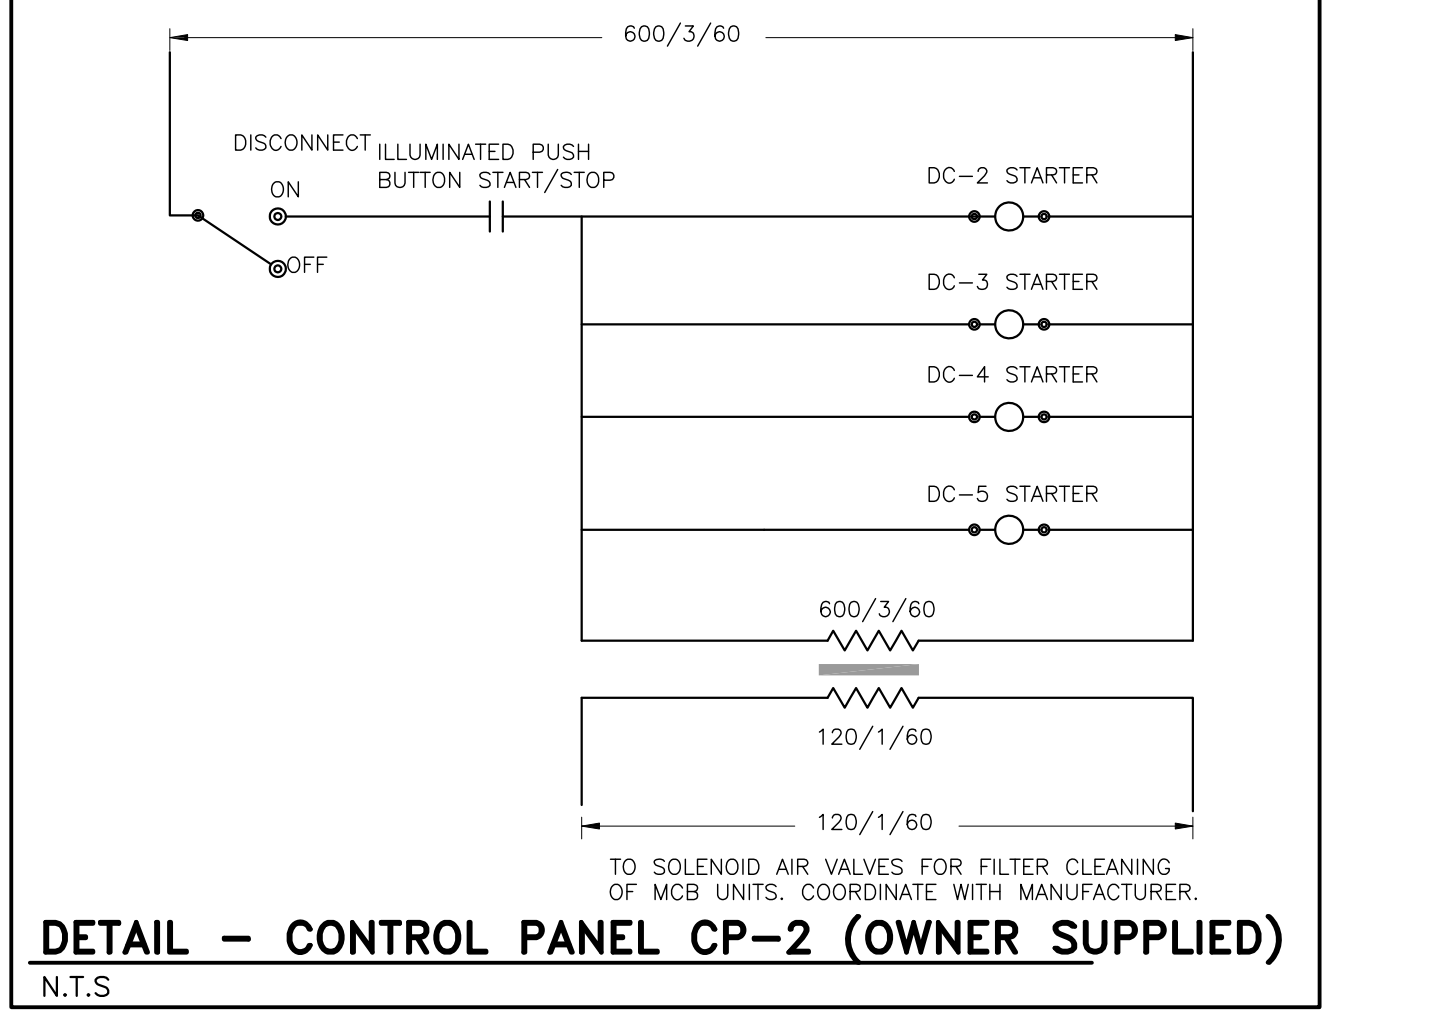 600/3/60
DISCONNECT
ILLUMINATED PUSH
BUTTON START/STOP
ON
OFF
DC-2 STARTER
DC-3 STARTER
DC-4 STARTER
DC-5 STARTER
600/3/60
120/1/60
120/1/60
TO SOLENOID AIR VALVES FOR FILTER CLEANING
OF MCB UNITS. COORDINATE WITH MANUFACTURER.
DETAIL - CONTROL PANEL CP-2 (OWNER SUPPLIED)
N.T.S